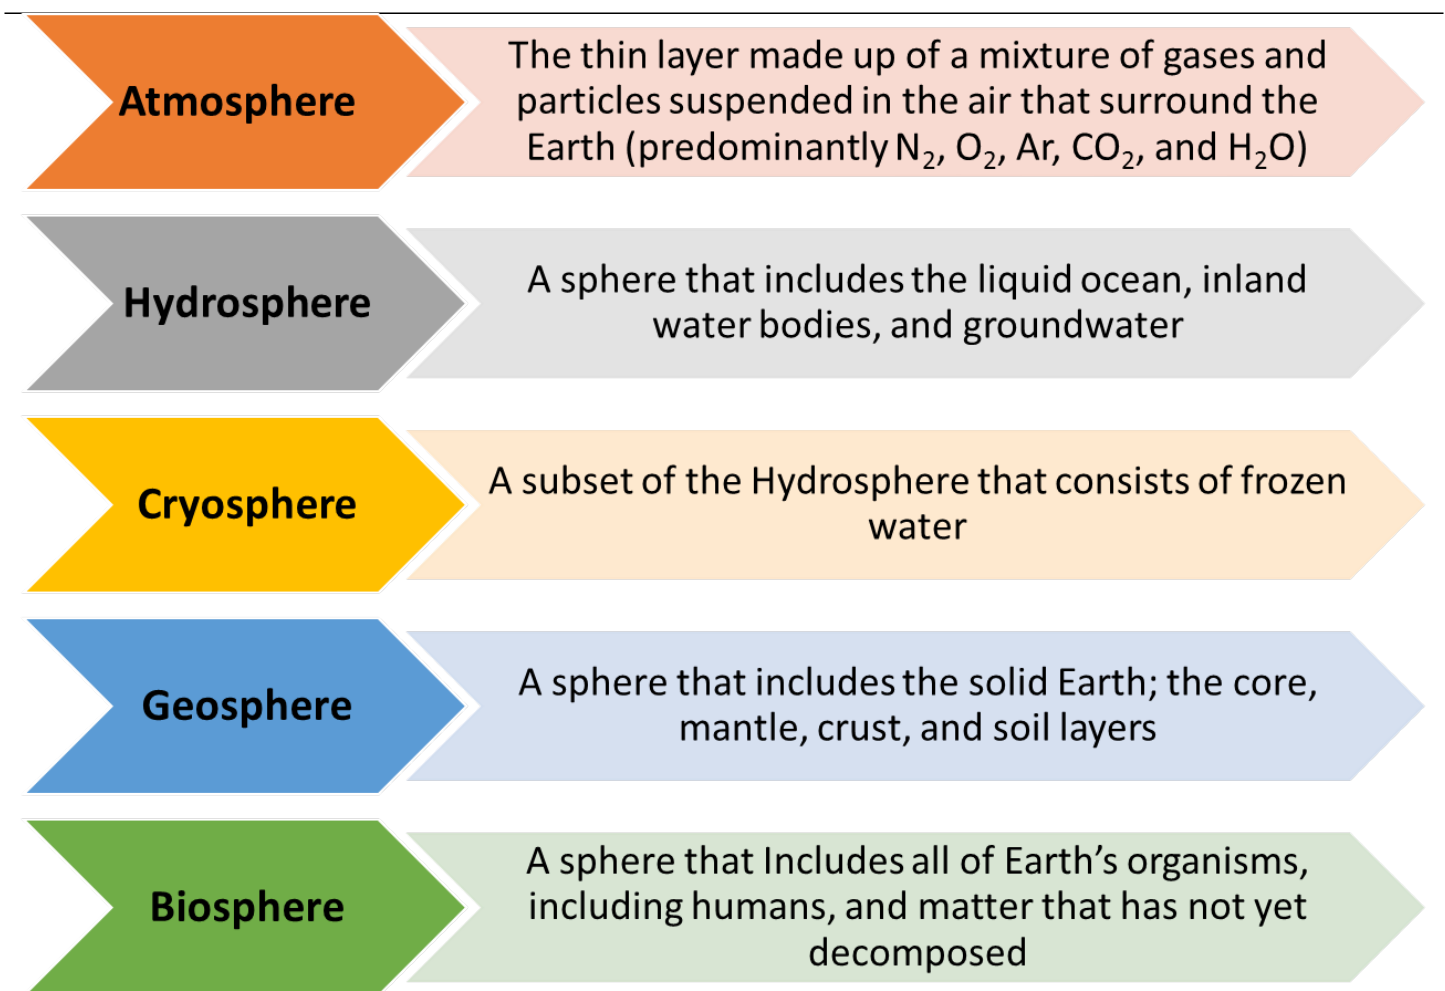 Atmosphere
The thin layer made up of a mixture of gases and
particles suspended in the air that surround the
Earth (predominantly N₂, O₂, Ar, CO₂, and H₂O)
Hydrosphere
A sphere that includes the liquid ocean, inland
water bodies, and groundwater
Cryosphere
A subset of the Hydrosphere that consists of frozen
water
Geosphere
A sphere that includes the solid Earth; the core,
mantle, crust, and soil layers
Biosphere
A sphere that Includes all of Earth’s organisms,
including humans, and matter that has not yet
decomposed